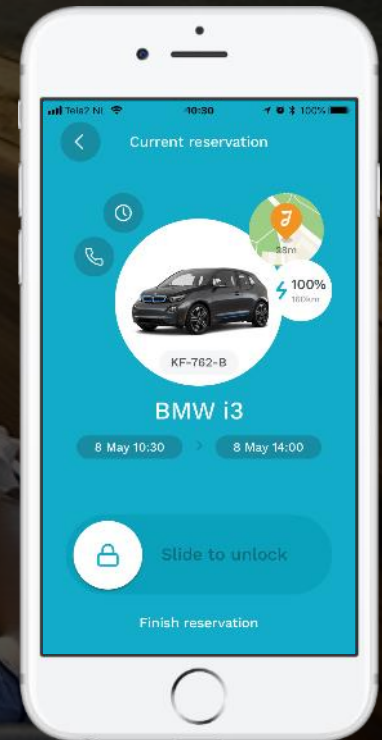 Tele2 NL 10:30 100%
Current reservation
28m
100%
160km
KF-762-B
BMW i3
8 May 10:30 > 8 May 14:00
Slide to unlock
Finish reservation